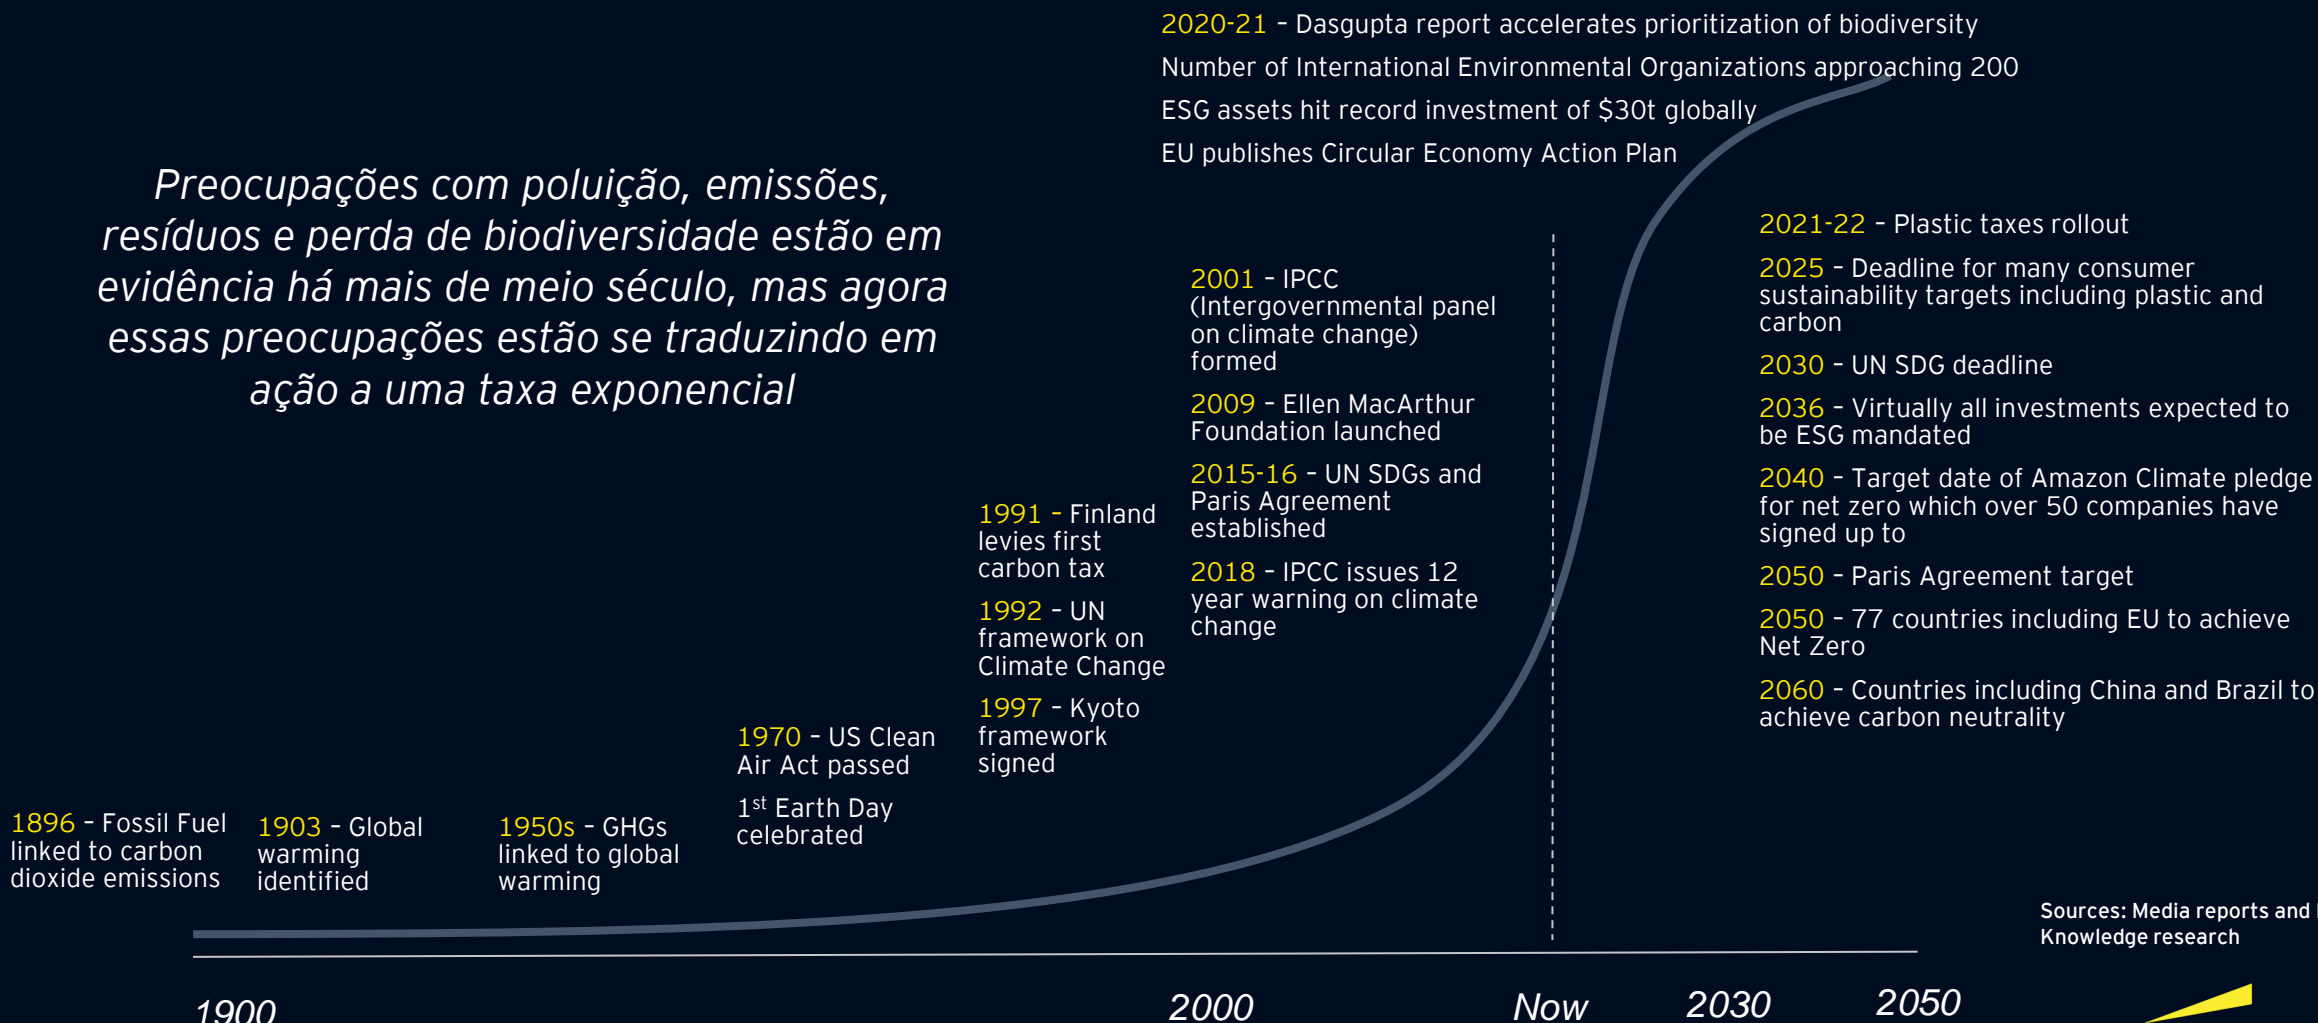 2020-21 – Dasgupta report accelerates prioritization of biodiversity
Number of International Environmental Organizations approaching 200
ESG assets hit record investment of $30t globally
EU publishes Circular Economy Action Plan
Preocupações com poluição, emissões,
resíduos e perda de biodiversidade estão em
evidência há mais de meio século, mas agora
essas preocupações estão se traduzindo em
ação a uma taxa exponencial
1896 – Fossil Fuel
linked to carbon
dioxide emissions
1903 – Global
warming
identified
1950s – GHGs
linked to global
warming
1970 – US Clean
Air Act passed
1st Earth Day
celebrated
1991 – Finland
levies first
carbon tax
1992 – UN
framework on
Climate Change
1997 – Kyoto
framework
signed
2001 – IPCC
(Intergovernmental panel
on climate change)
formed
2009 – Ellen MacArthur
Foundation launched
2015-16 – UN SDGs and
Paris Agreement
established
2018 – IPCC issues 12
year warning on climate
change
2021-22 – Plastic taxes rollout
2025 – Deadline for many consumer
sustainability targets including plastic and
carbon
2030 – UN SDG deadline
2036 – Virtually all investments expected to
be ESG mandated
2040 – Target date of Amazon Climate pledge
for net zero which over 50 companies have
signed up to
2050 – Paris Agreement target
2050 – 77 countries including EU to achieve
Net Zero
2060 – Countries including China and Brazil to
achieve carbon neutrality
Sources: Media reports and
Knowledge research
1900
2000
Now
2030
2050